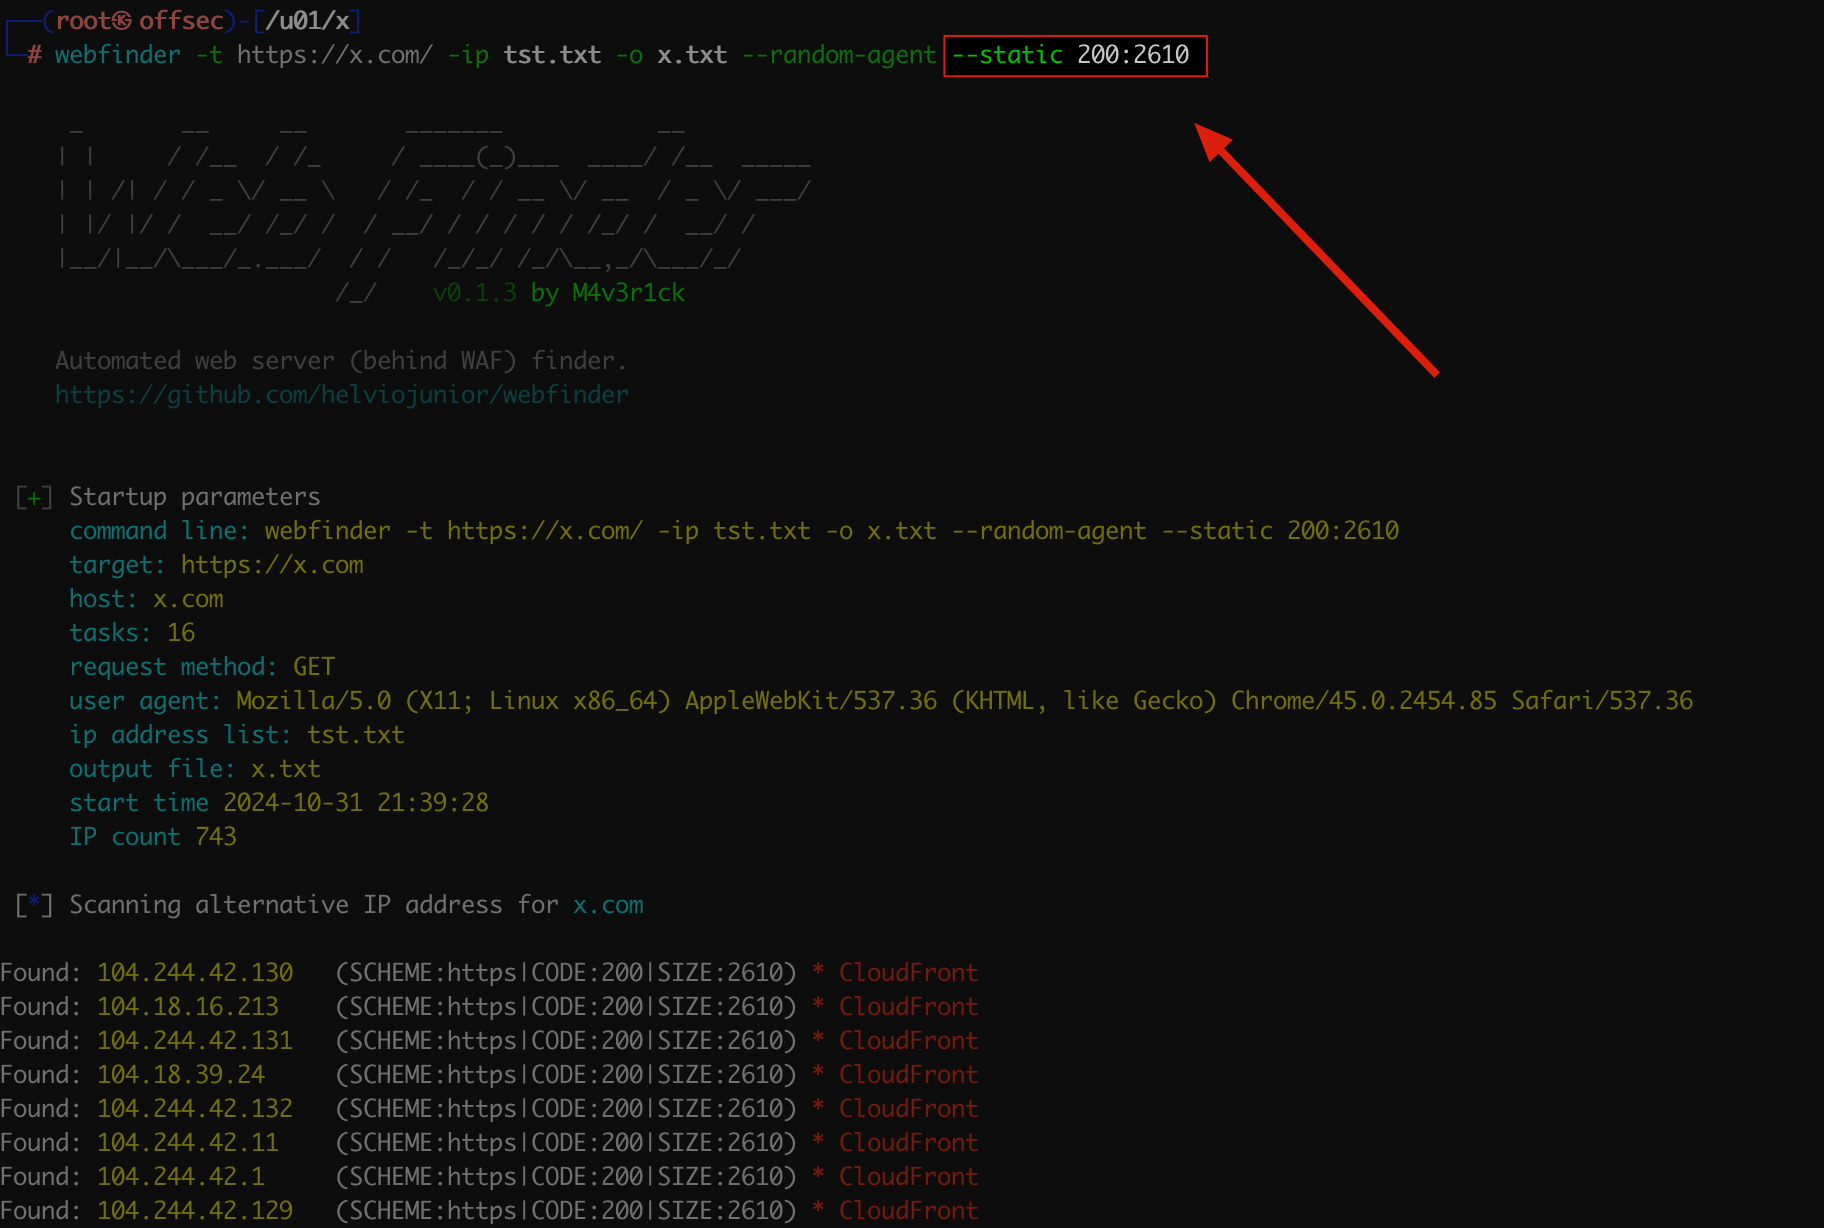 ┌──(root㉿offsec)-[/u01/x]
└─# webfinder -t https://x.com/ -ip tst.txt -o x.txt --random-agent --static 200:2610
 _       __     __       _______           __
| |     / /__  / /_     / ____(_)___  ____/ /__  _____
| | /| / / _ \/ __ \   / /_  / / __ \/ __  / _ \/ ___/
| |/ |/ /  __/ /_/ /  / __/ / / / / / /_/ /  __/ /
|__/|__/\___/_.___/  / /   /_/_/ /_/\__,_/\___/_/
                    /_/    v0.1.3 by M4v3r1ck
Automated web server (behind WAF) finder.
https://github.com/helviojunior/webfinder
[+] Startup parameters
command line: webfinder -t https://x.com/ -ip tst.txt -o x.txt --random-agent --static 200:2610
target: https://x.com
host: x.com
tasks: 16
request method: GET
user agent: Mozilla/5.0 (X11; Linux x86_64) AppleWebKit/537.36 (KHTML, like Gecko) Chrome/45.0.2454.85 Safari/537.36
ip address list: tst.txt
output file: x.txt
start time 2024-10-31 21:39:28
IP count 743
[*] Scanning alternative IP address for x.com
Found: 104.244.42.130   (SCHEME:https|CODE:200|SIZE:2610) * CloudFront
Found: 104.18.16.213    (SCHEME:https|CODE:200|SIZE:2610) * CloudFront
Found: 104.244.42.131   (SCHEME:https|CODE:200|SIZE:2610) * CloudFront
Found: 104.18.39.24     (SCHEME:https|CODE:200|SIZE:2610) * CloudFront
Found: 104.244.42.132   (SCHEME:https|CODE:200|SIZE:2610) * CloudFront
Found: 104.244.42.11    (SCHEME:https|CODE:200|SIZE:2610) * CloudFront
Found: 104.244.42.1     (SCHEME:https|CODE:200|SIZE:2610) * CloudFront
Found: 104.244.42.129   (SCHEME:https|CODE:200|SIZE:2610) * CloudFront